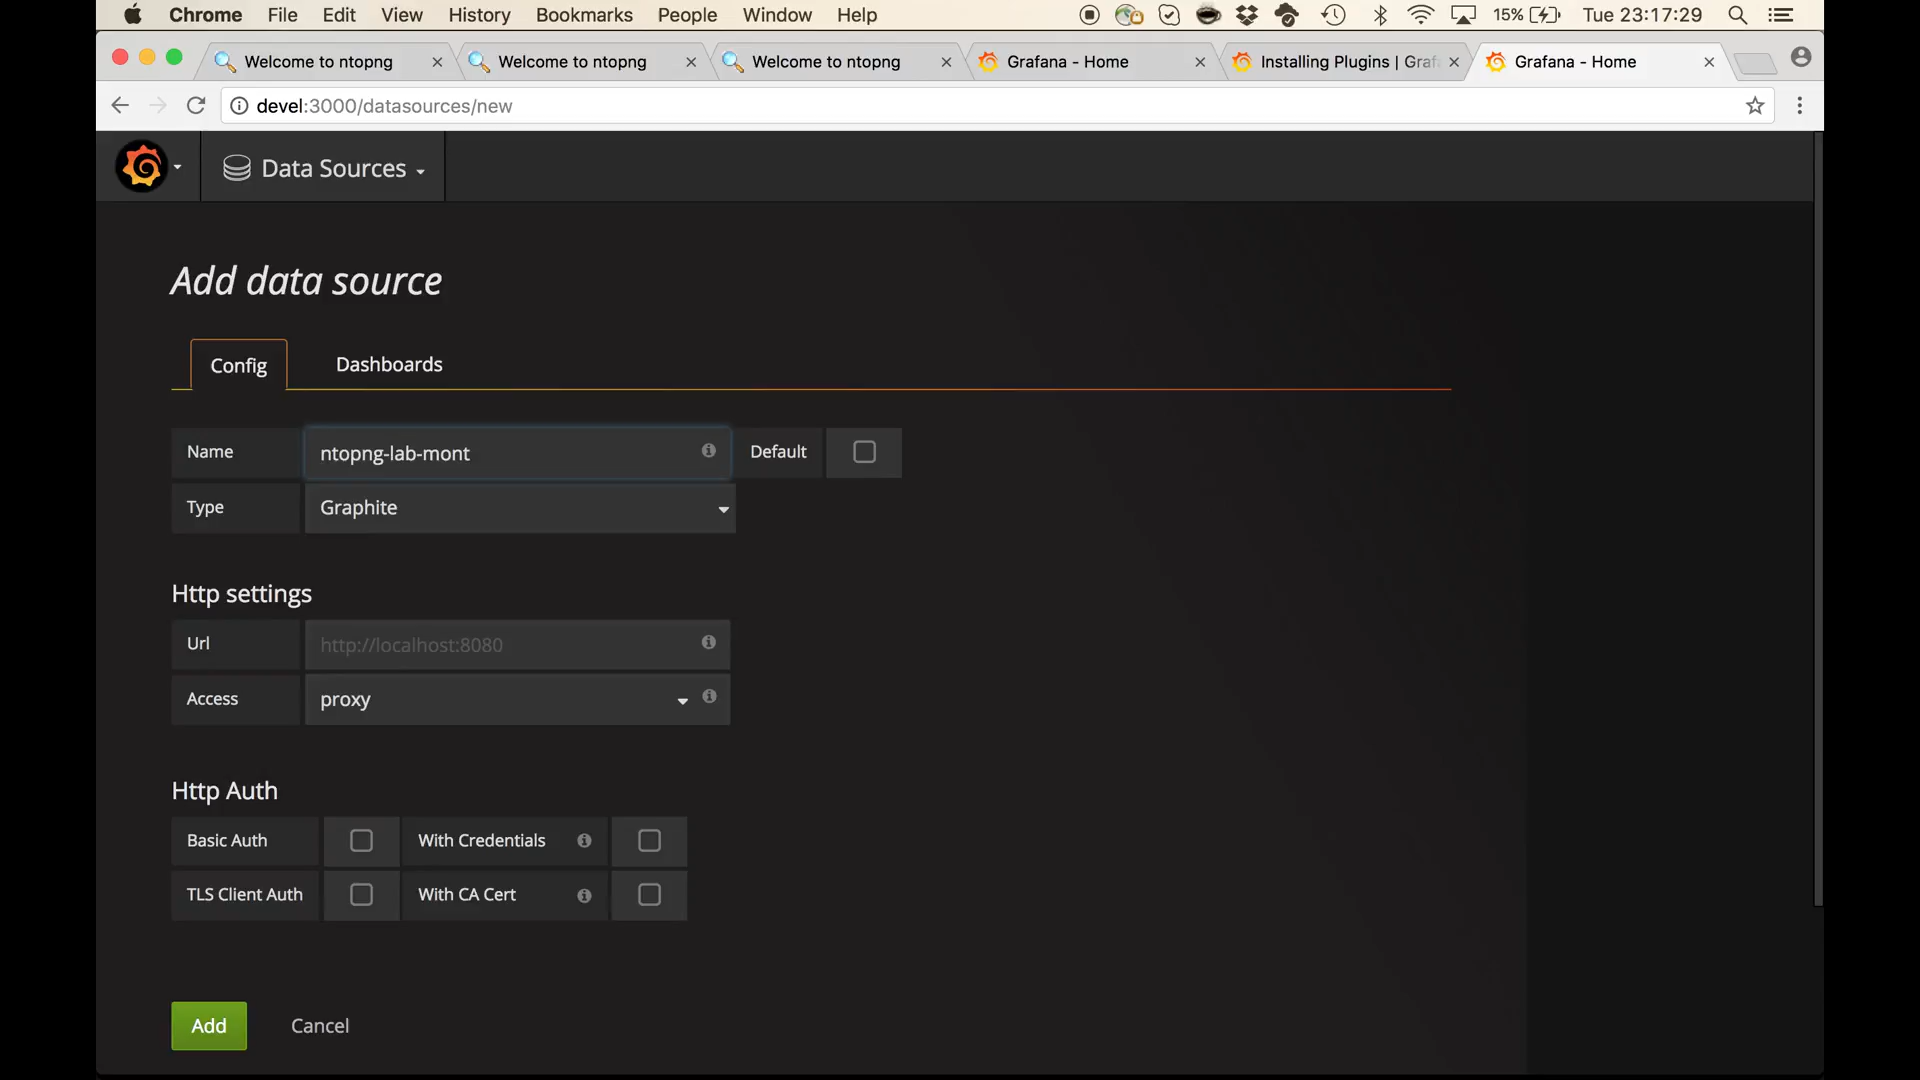 Chrome File Edit View History Bookmarks People Window Help 15% Tue 23:17:29
Welcome to ntopng Welcome to ntopng Welcome to ntopng Grafana - Home Installing Plugins | Graf Grafana - Home
devel:3000/datasources/new
Data Sources
Add data source
Config Dashboards
Name ntopng-lab-mont Default
Type Graphite
Http settings
Url http://localhost:8080
Access proxy
Http Auth
Basic Auth With Credentials
TLS Client Auth With CA Cert
Add Cancel